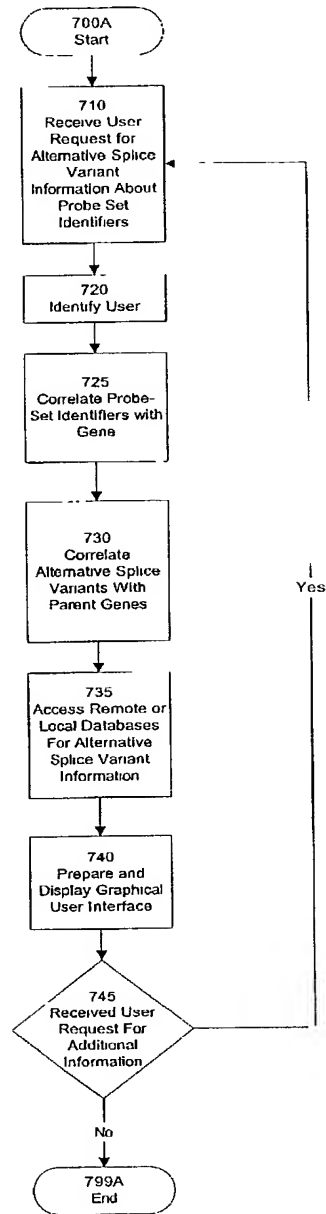 700A
Start
710
Receive User
Request for
Alternative Splice
Variant
Information About
Probe Set
Identifiers
720
Identify User
725
Correlate Probe-
Set Identifiers with
Gene
730
Correlate
Alternative Splice
Variants With
Parent Genes
Yes
735
Access Remote or
Local Databases
For Alternative
Splice Variant
Information
740
Prepare and
Display Graphical
User Interface
745
Received User
Request For
Additional
Information
No
799A
End